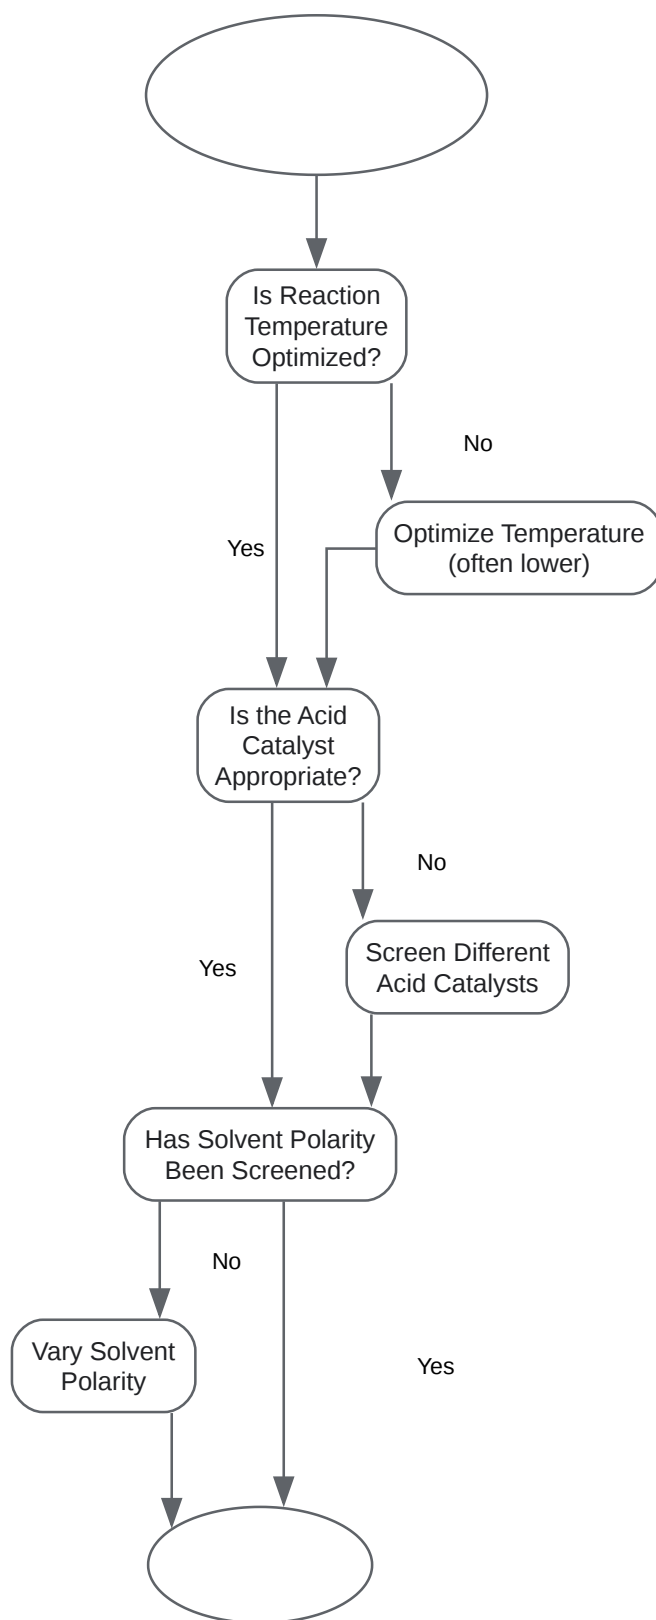 Is Reaction
Temperature
Optimized?
No
Optimize Temperature
(often lower)
Yes
Is the Acid
Catalyst
Appropriate?
No
Screen Different
Acid Catalysts
Yes
Has Solvent Polarity
Been Screened?
No
Vary Solvent
Polarity
Yes